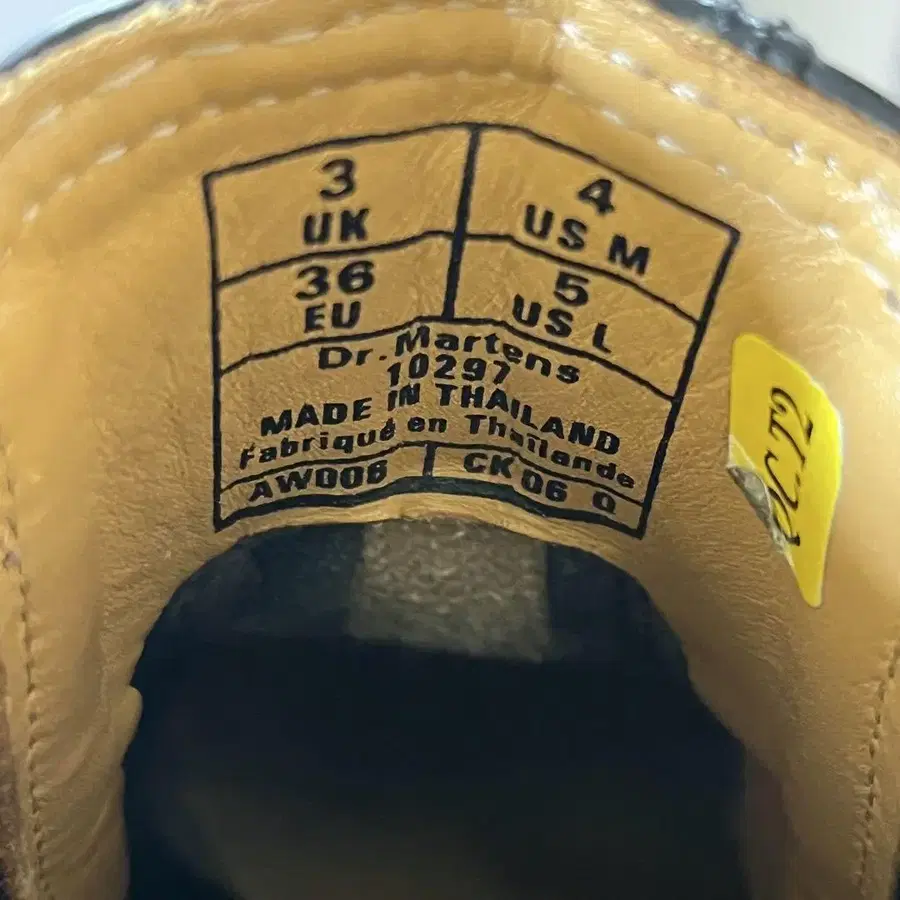 3
UK
4
US M
36
EU
5
US L
Dr. Martens
10297
MADE IN THAILAND
Fabriqué en Thaïlande
AW006
CK 06 Q